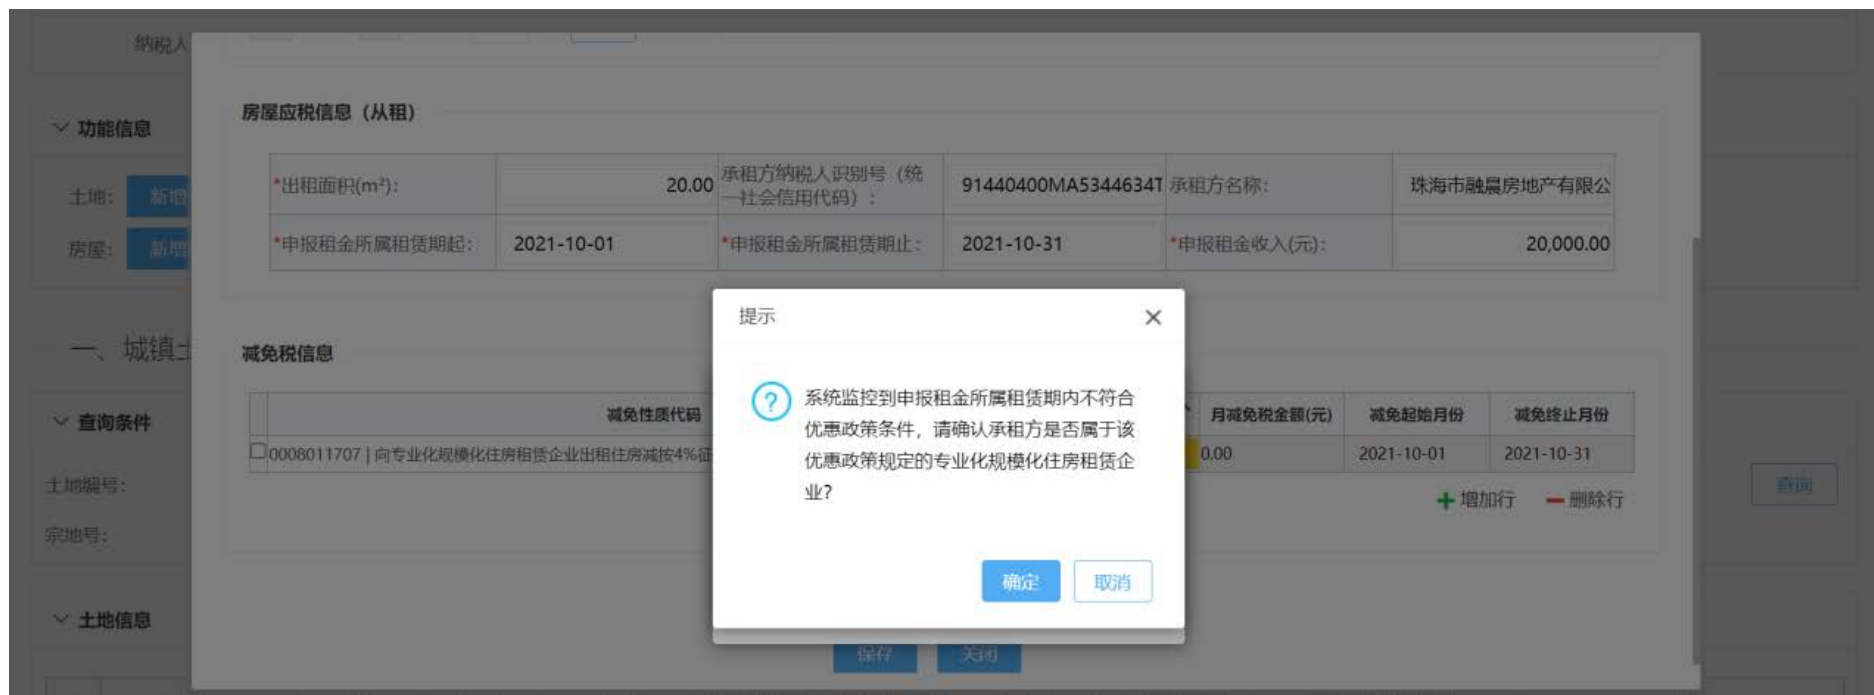 纳税人
房屋应税信息（从租）
功能信息
*出租面积(m²):
20.00
承租方纳税人识别号（统
一社会信用代码）:
91440400MA5344634T
承租方名称:
珠海市融晨房地产有限公
土地:
新增
*申报租金所属租赁期起:
2021-10-01
*申报租金所属租赁期止:
2021-10-31
*申报租金收入(元):
20,000.00
房屋:
新增
提示
一、城镇土
减免税信息
减免性质代码
月减免税金额(元)
减免起始月份
减免终止月份
查询条件
0008011707 | 向专业化规模化住房租赁企业出租住房减按4%征
0.00
2021-10-01
2021-10-31
系统监控到申报租金所属租赁期内不符合
优惠政策条件，请确认承租方是否属于该
优惠政策规定的专业化规模化住房租赁企
业?
土地编号:
查询
增加行
删除行
宗地号:
确定
取消
土地信息
保存
关闭